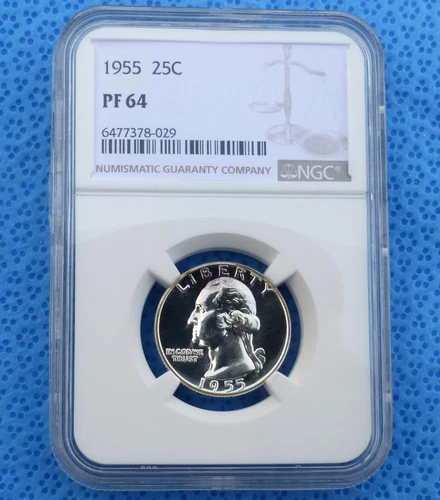 1955 25C
PF 64
6477378-029
NUMISMATIC GUARANTY COMPANY
NGC
LIBERTY
IN GOD WE
TRUST
1955